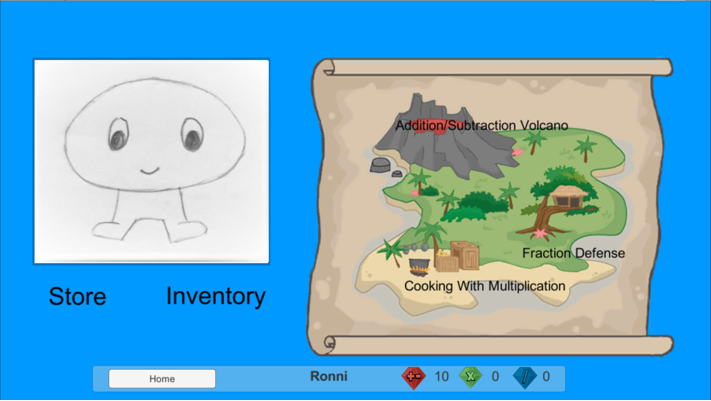 Addition/Subtraction Volcano
Fraction Defense
Cooking With Multiplication
Store
Inventory
Home
Ronni
10
0
0